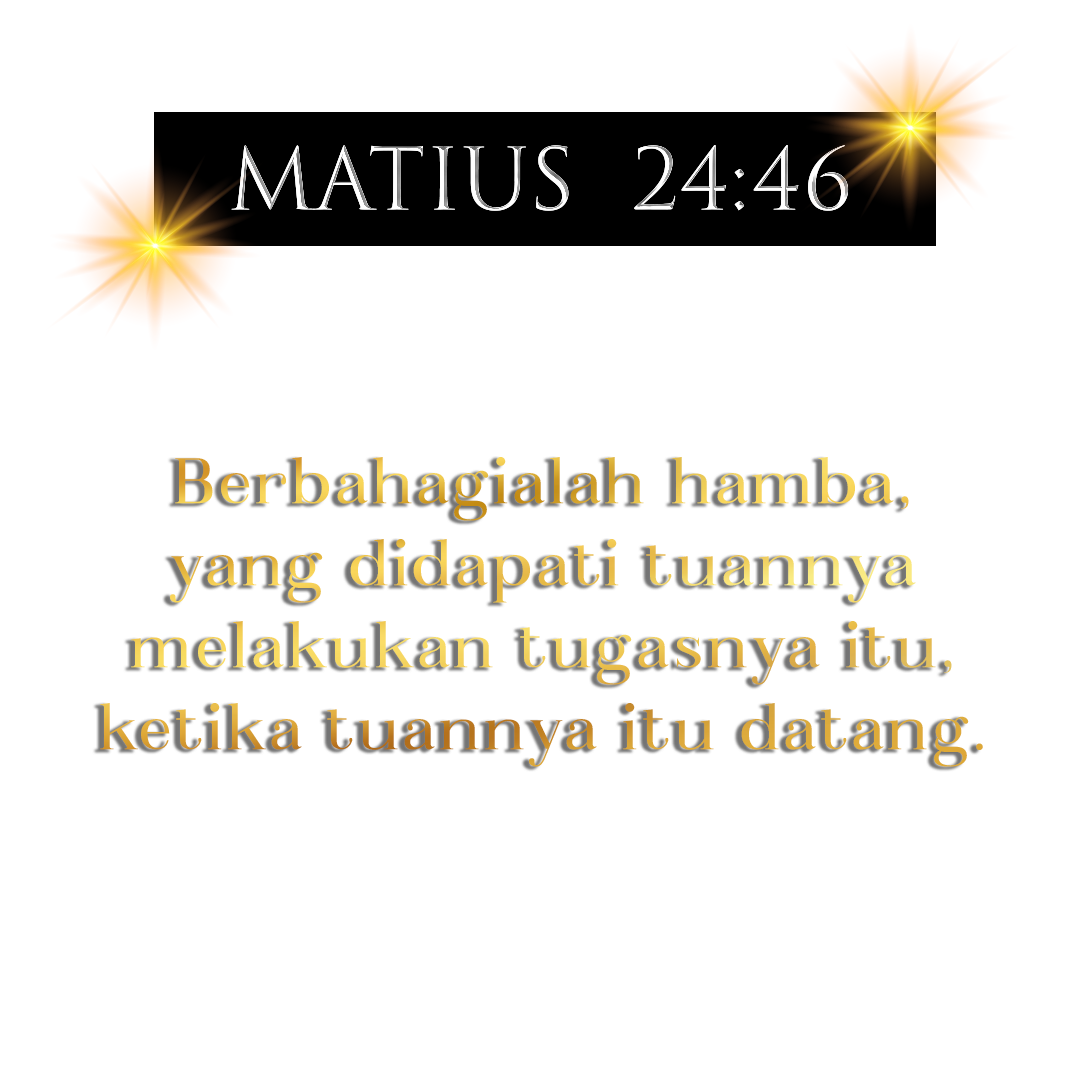 MATIUS 24:46
Berbahagialah hamba,
yang didapati tuannya
melakukan tugasnya itu,
ketika tuannya itu datang.